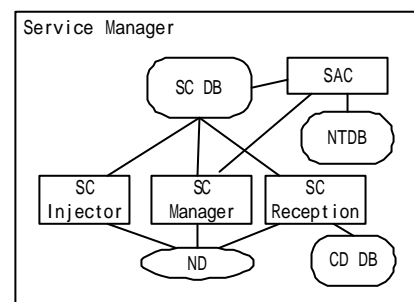 Service Manager
SC DB
SAC
NTDB
SC
Injector
SC
Manager
SC
Reception
ND
CD DB